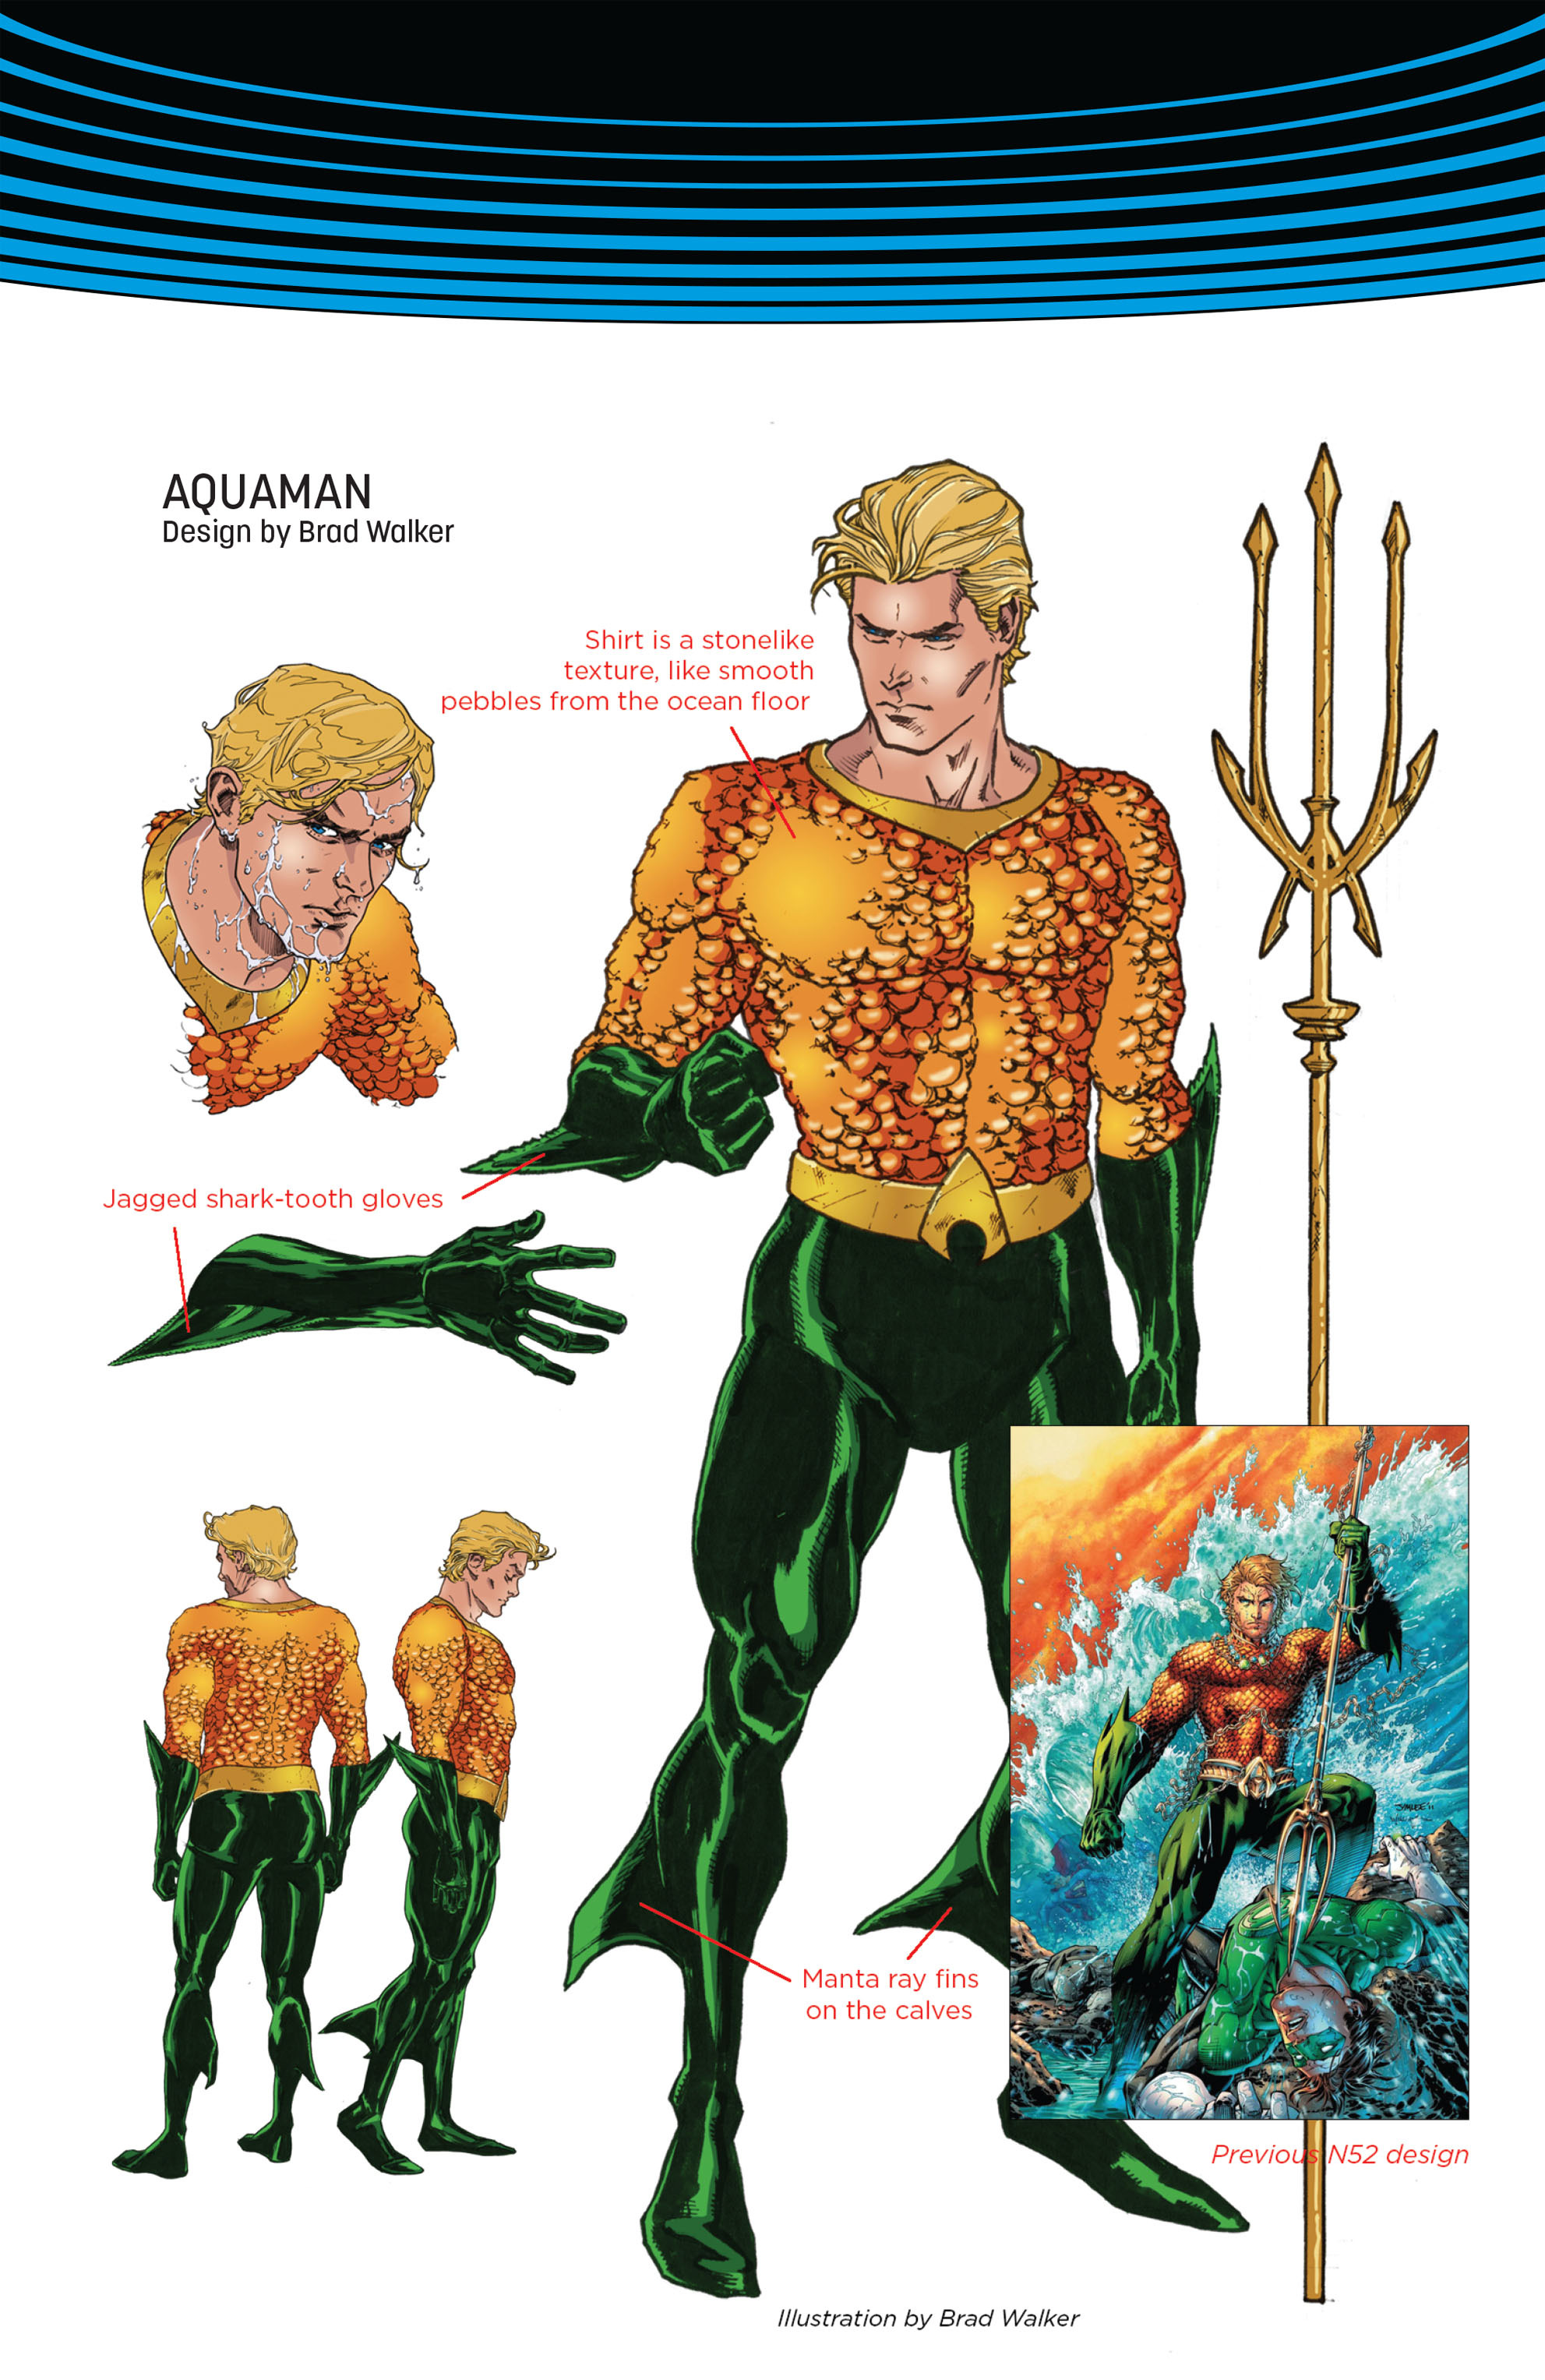 AQUAMAN
Design by Brad Walker
Shirt is a stonelike
texture, like smooth
pebbles from the ocean floor
Jagged shark-tooth gloves
Manta ray fins
on the calves
Previous N52 design
Illustration by Brad Walker